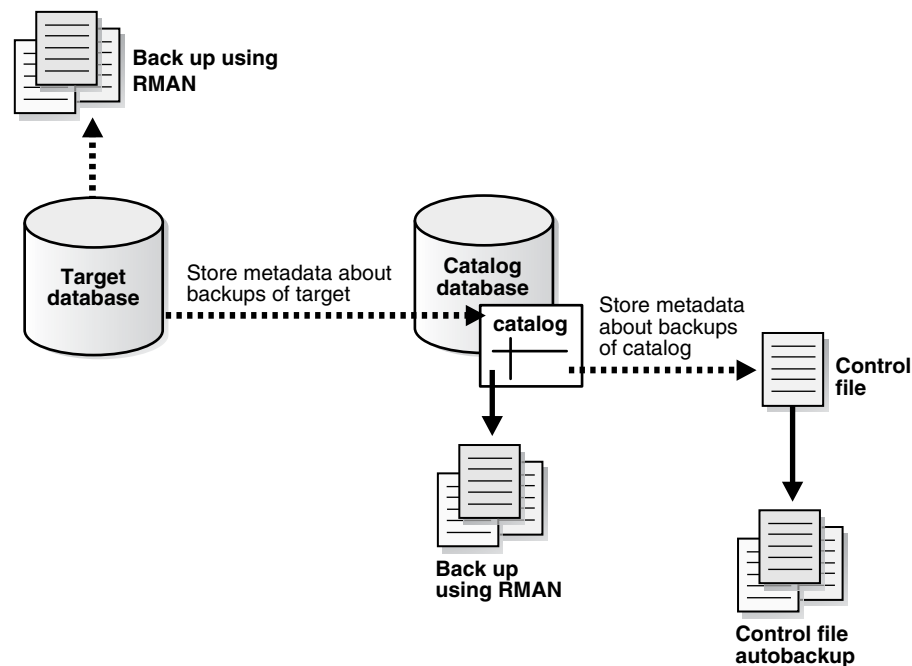 Back up using
RMAN
Target
database
Store metadata about
backups of target
Catalog
database
catalog
Store metadata
about backups
of catalog
Control
file
Back up
using RMAN
Control file
autobackup